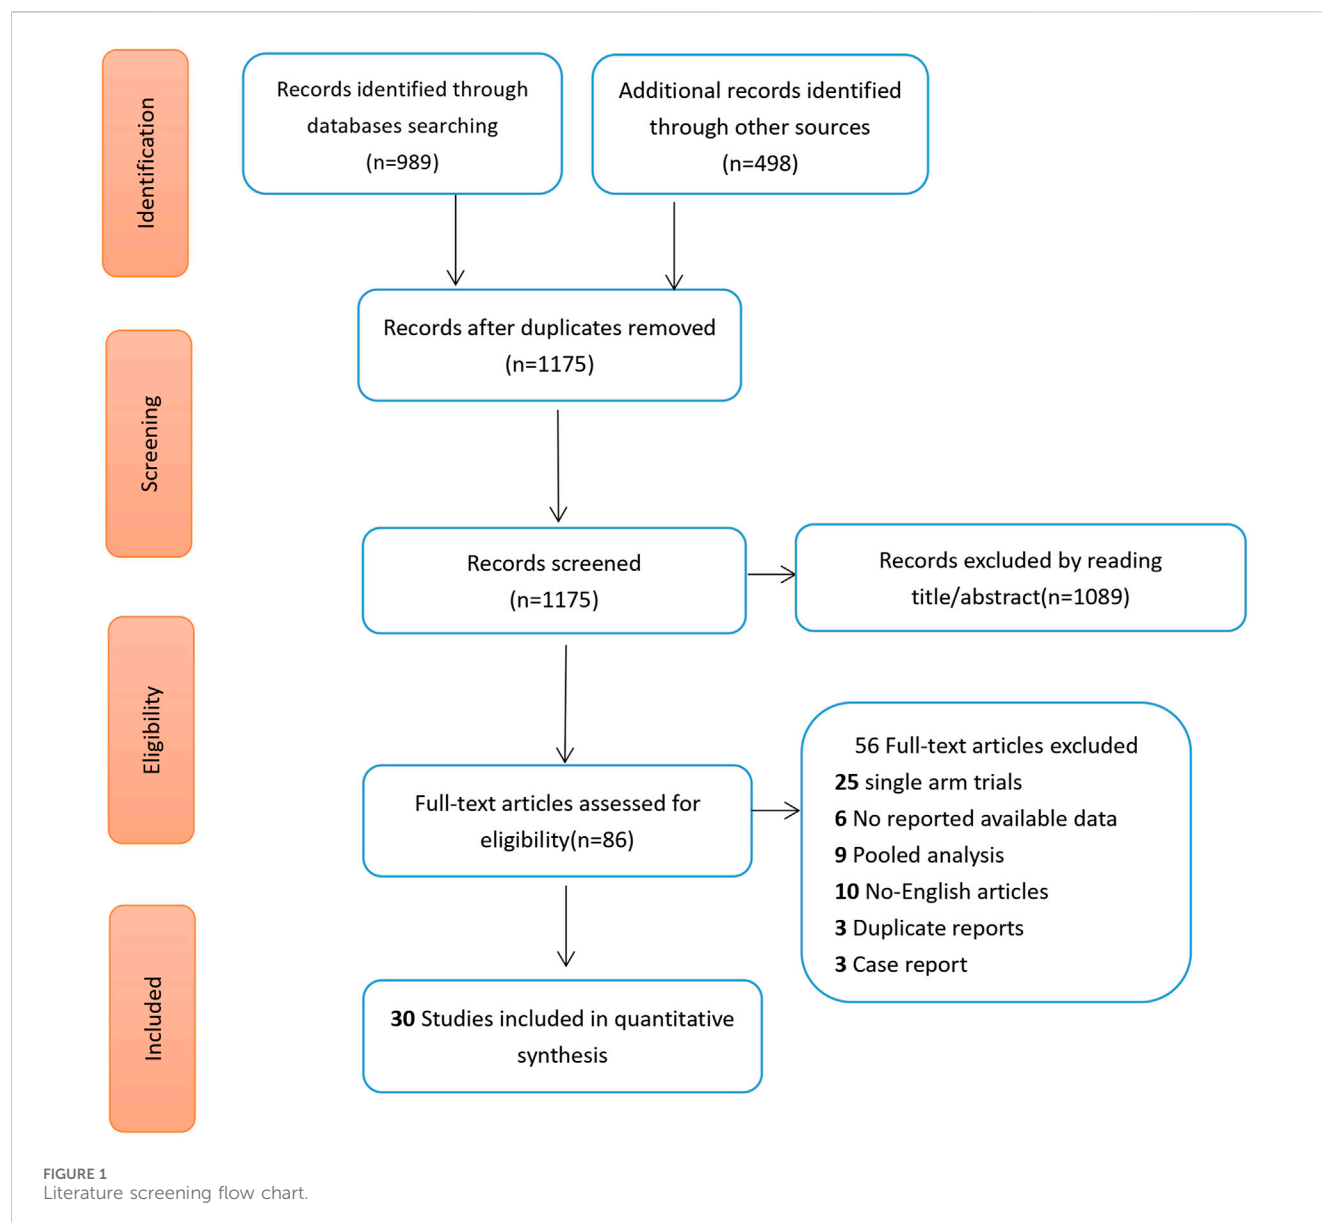 Identification
Records identified through
databases searching
(n=989)
Additional records identified
through other sources
(n=498)
Screening
Records after duplicates removed
(n=1175)
Records screened
(n=1175)
Records excluded by reading
title/abstract(n=1089)
Eligibility
Full-text articles assessed for
eligibility(n=86)
56 Full-text articles excluded
25 single arm trials
6 No reported available data
9 Pooled analysis
10 No-English articles
3 Duplicate reports
3 Case report
Included
30 Studies included in quantitative
synthesis
FIGURE 1
Literature screening flow chart.